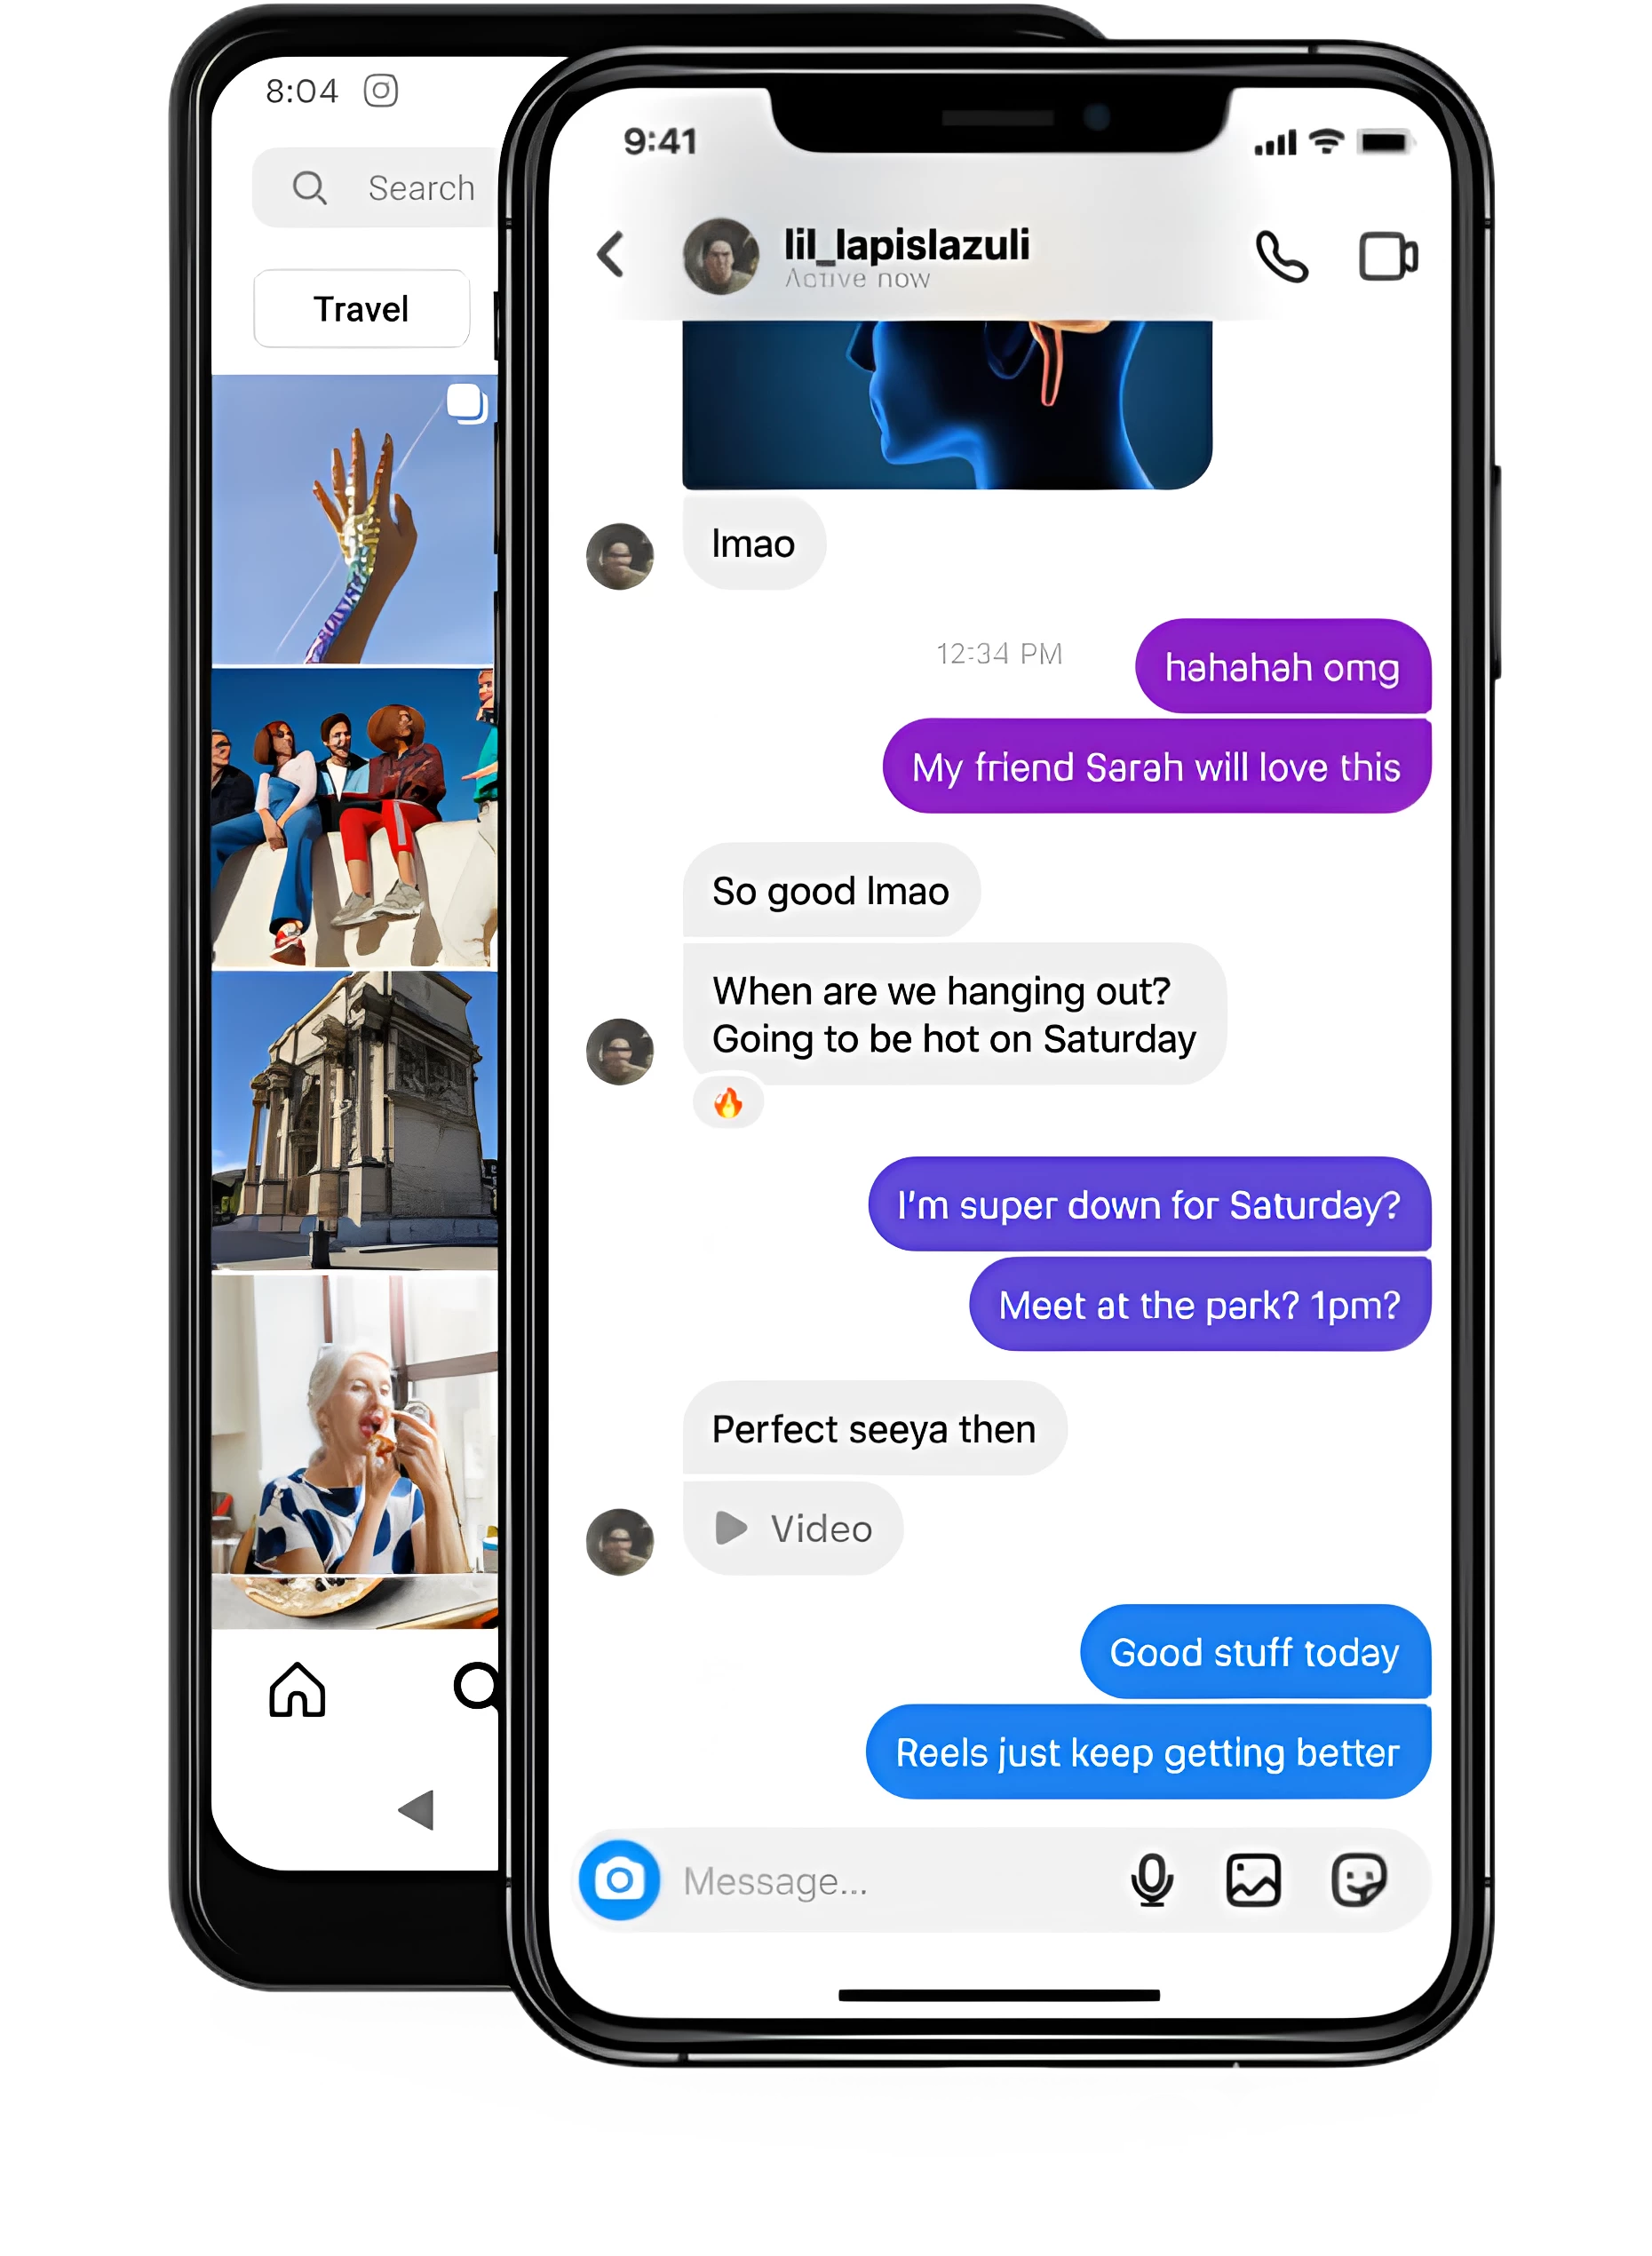 8:04
Search
Travel
9:41
lil_lapislazuli
Active now
lmao
12:34 PM
hahahah omg
My friend Sarah will love this
So good lmao
When are we hanging out?
Going to be hot on Saturday
🔥
I'm super down for Saturday?
Meet at the park? 1pm?
Perfect seeya then
Video
Good stuff today
Reels just keep getting better
Message...